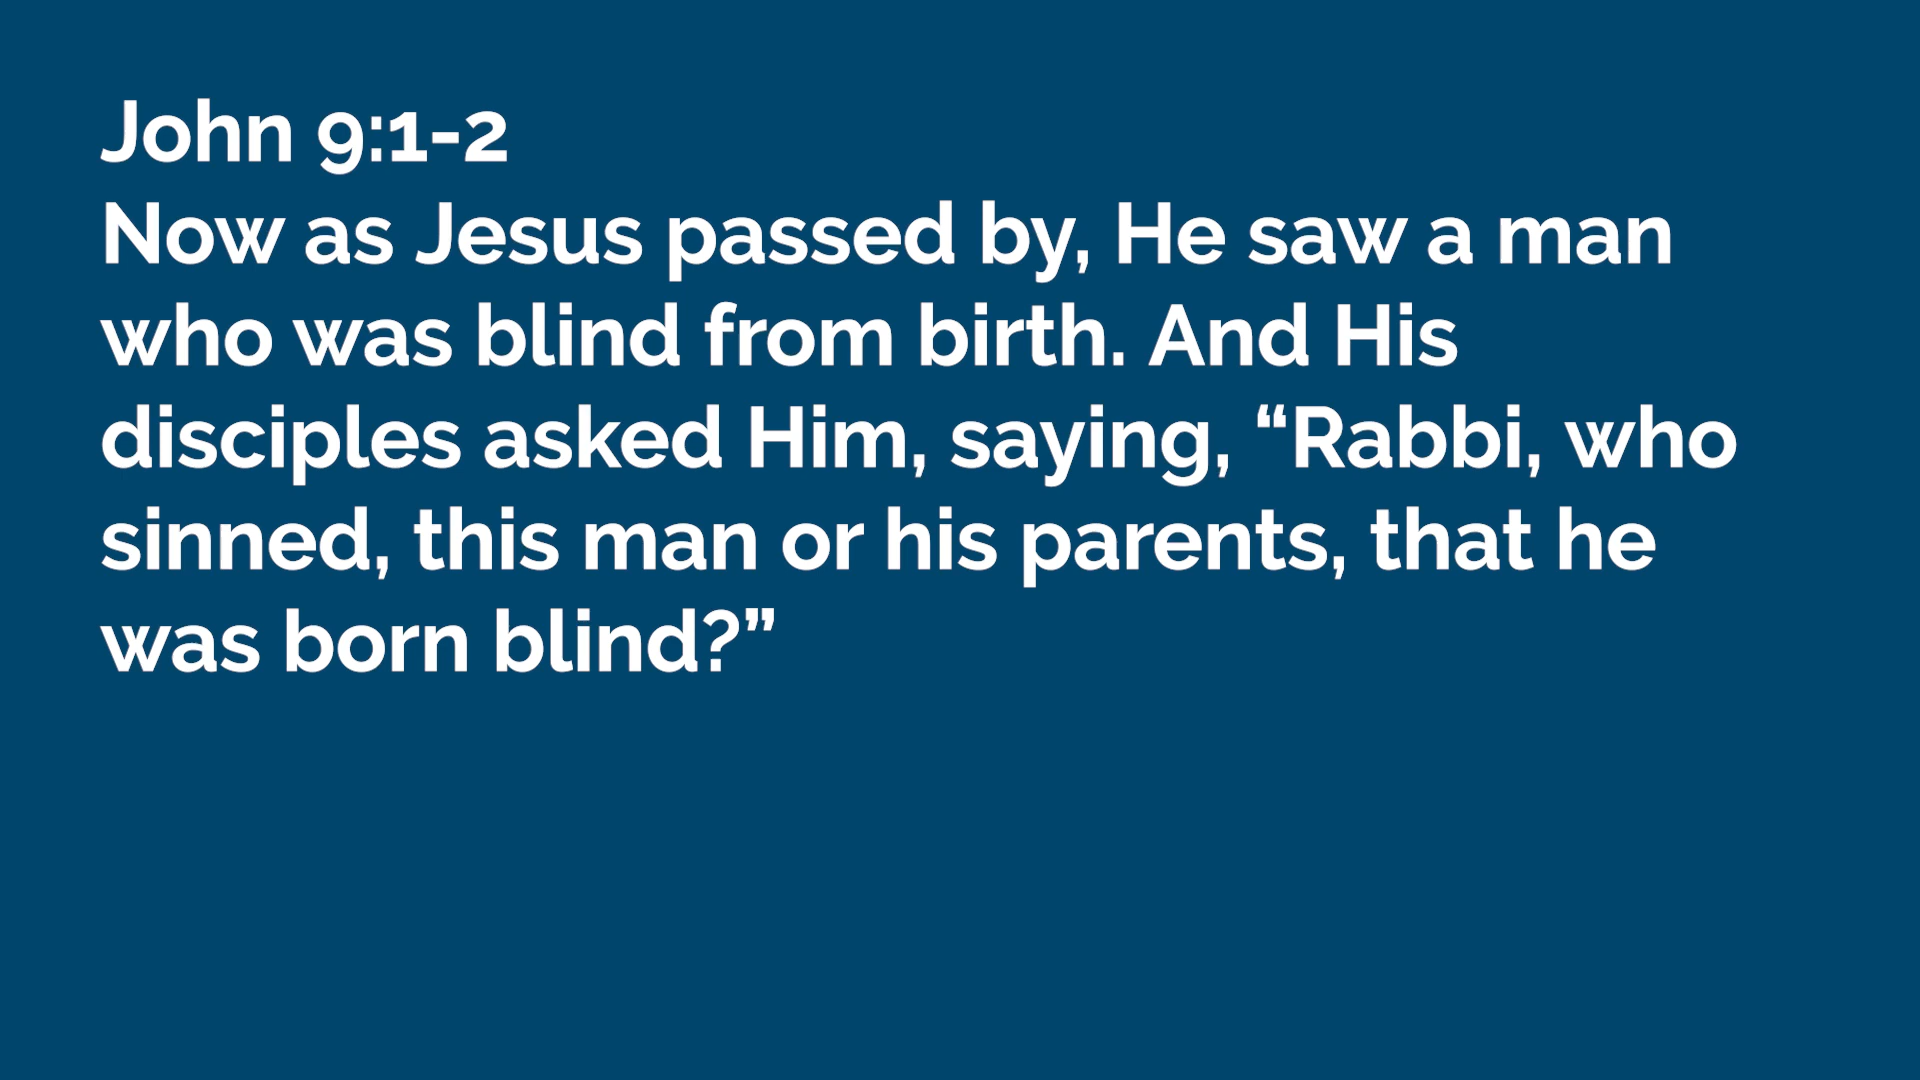 John 9:1-2
Now as Jesus passed by, He saw a man
who was blind from birth. And His
disciples asked Him, saying, “Rabbi, who
sinned, this man or his parents, that he
was born blind?”